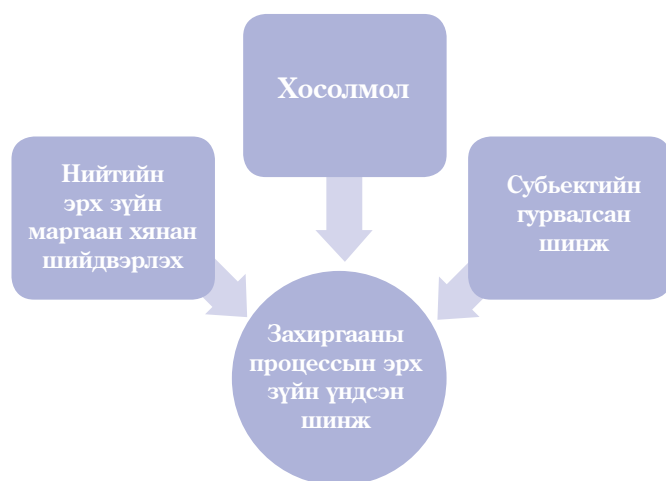 Хосолмол
Нийтийн
эрх зүйн
маргаан хянан
шийдвэрлэх
Субьектийн
гурвалсан
шинж
Захиргааны
процессын эрх
зүйн үндсэн
шинж